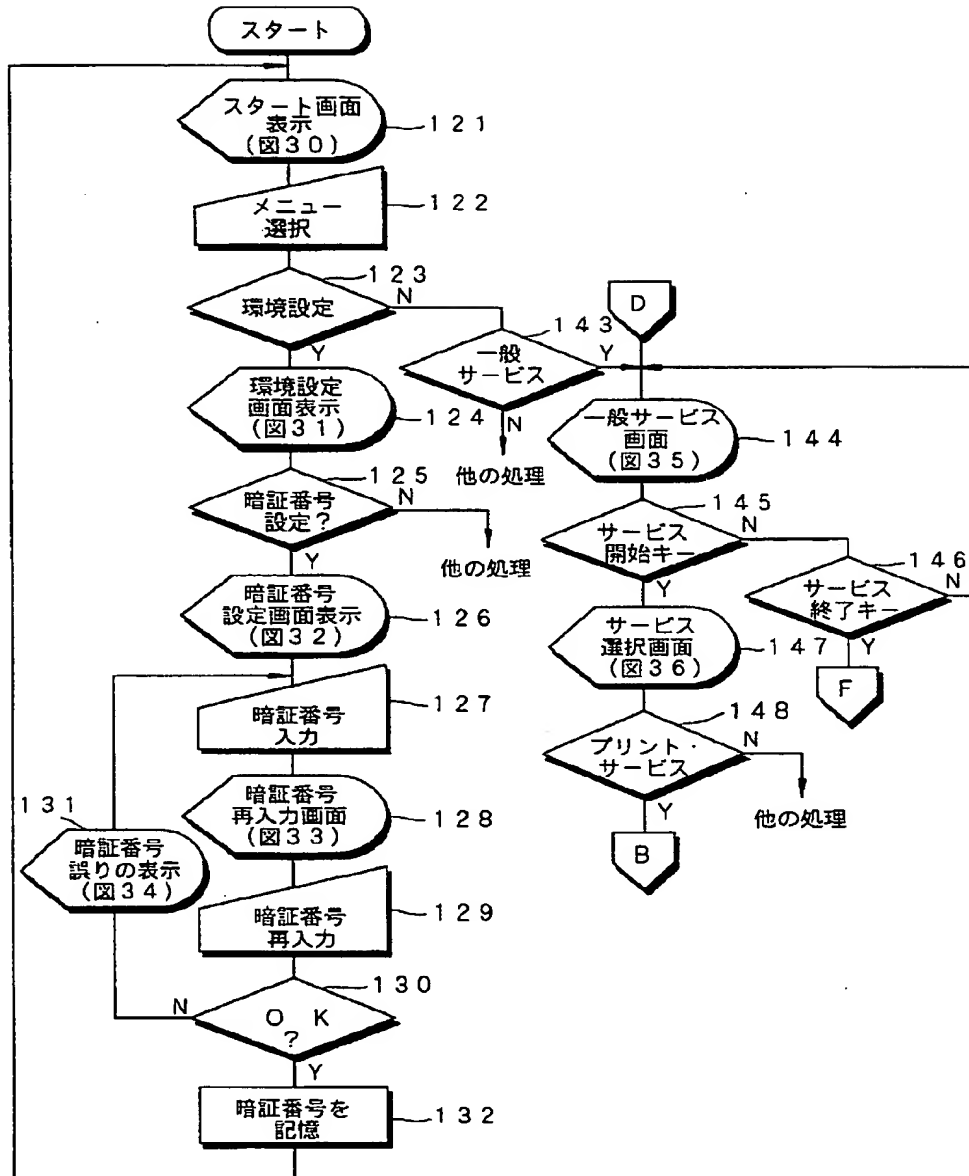 スタート
スタート画面
表示
(図30)
121
メニュー
選択
122
環境設定
123
N
Y
環境設定
画面表示
(図31)
124
暗証番号
設定?
125
N
他の処理
Y
暗証番号
設定画面表示
(図32)
126
暗証番号
入力
127
暗証番号
再入力画面
(図33)
128
暗証番号
再入力
129
OK
?
130
N
Y
131
暗証番号
誤りの表示
(図34)
暗証番号を
記憶
132
一般
サービス
143
Y
N
他の処理
D
一般サービス
画面
(図35)
144
サービス
開始キー
145
N
Y
サービス
終了キー
146
N
Y
F
サービス
選択画面
(図36)
147
プリント・
サービス
148
N
他の処理
Y
B